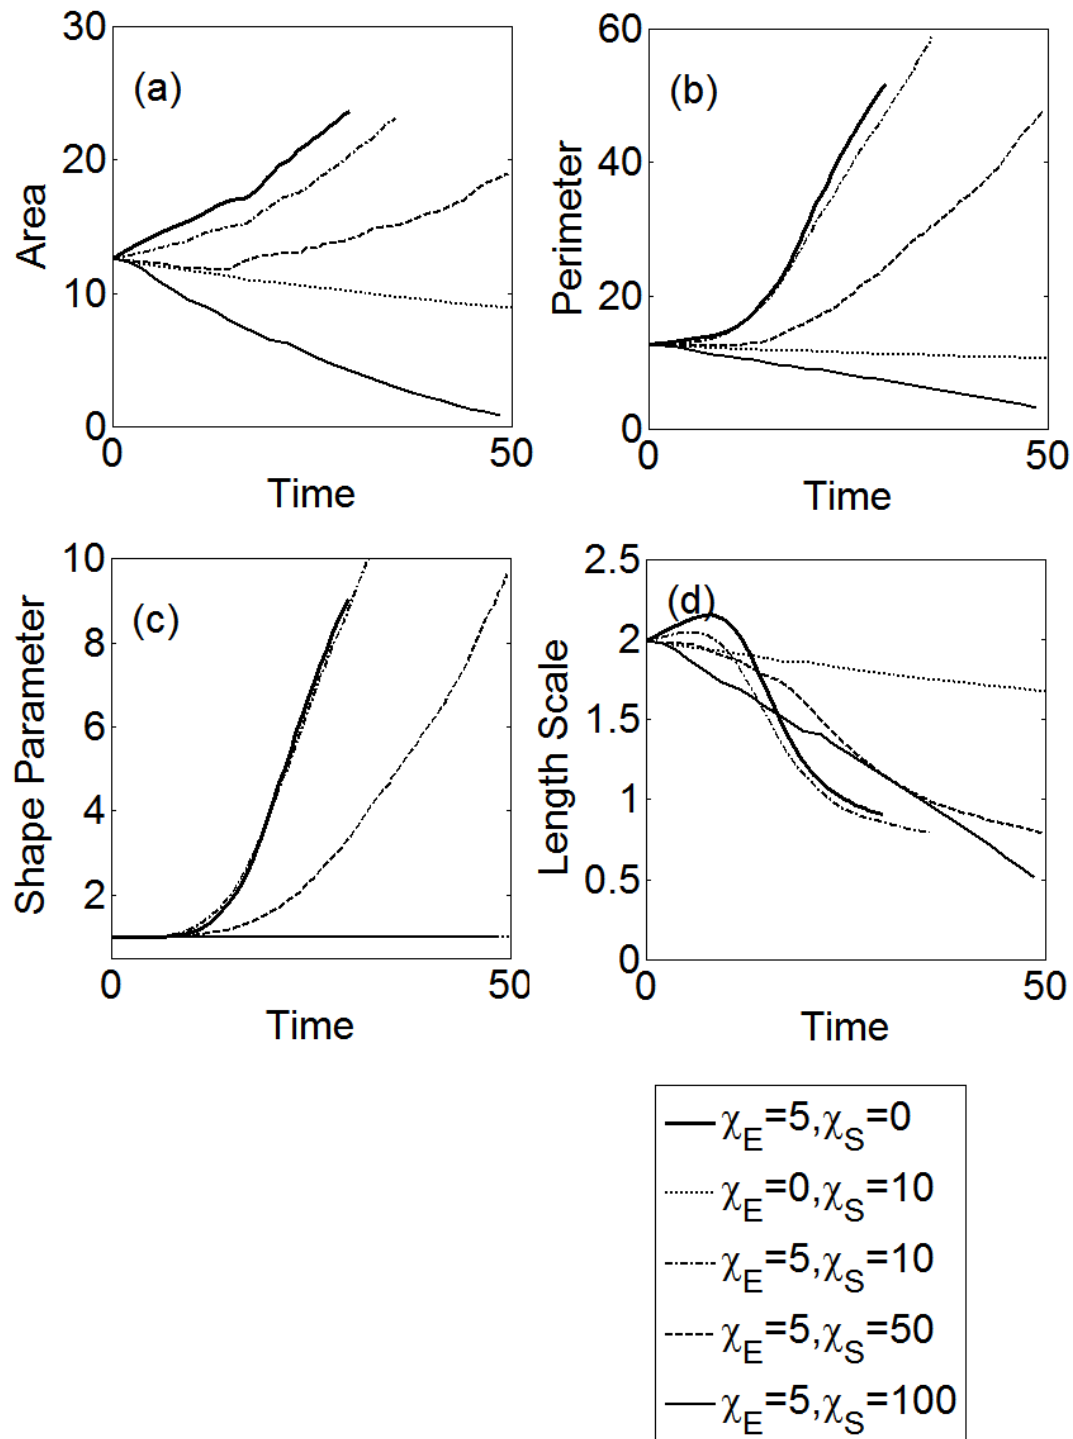 30
(a)
20
Area
10
0
0
50
Time
60
(b)
40
Perimeter
20
0
0
50
Time
10
(c)
8
6
Shape Parameter
4
2
0
50
Time
2.5
(d)
2
1.5
Length Scale
1
0.5
0
0
50
Time
χE=5,χS=0
χE=0,χS=10
χE=5,χS=10
χE=5,χS=50
χE=5,χS=100